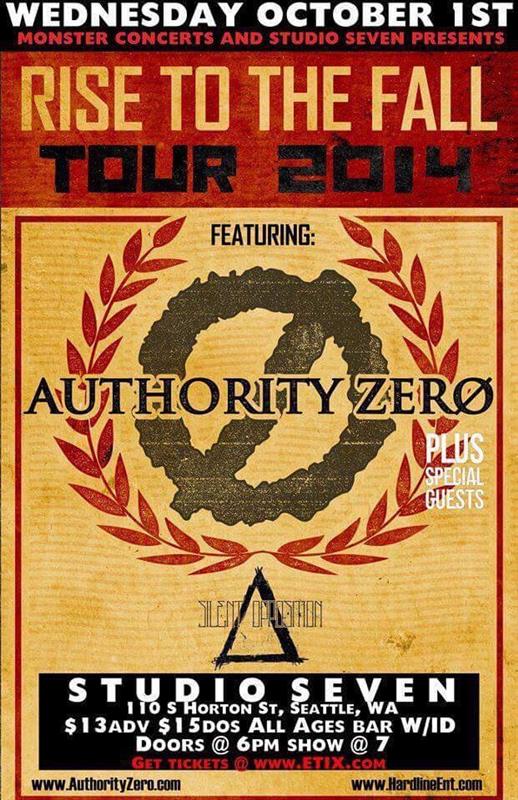 WEDNESDAY OCTOBER 1ST
MONSTER CONCERTS AND STUDIO SEVEN PRESENTS
RISE TO THE FALL
TOUR 2014
FEATURING:
AUTHORITY ZERØ
PLUS
SPECIAL
GUESTS
SILENT OPPOSITION
STUDIO SEVEN
110 S HORTON ST, SEATTLE, WA
$13ADV $15DOS ALL AGES BAR W/ID
DOORS @ 6PM SHOW @ 7
GET TICKETS @ WWW.ETIX.COM
www.AuthorityZero.com www.HardlineEnt.com